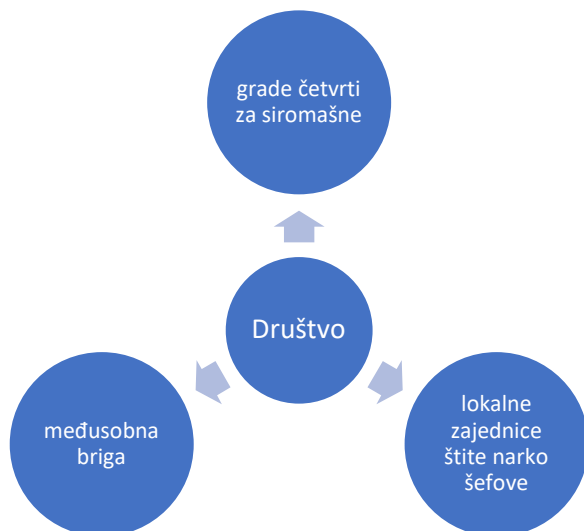 grade četvrti
za siromašne
Društvo
međusobna
briga
lokalne
zajednice
štite narko
šefove